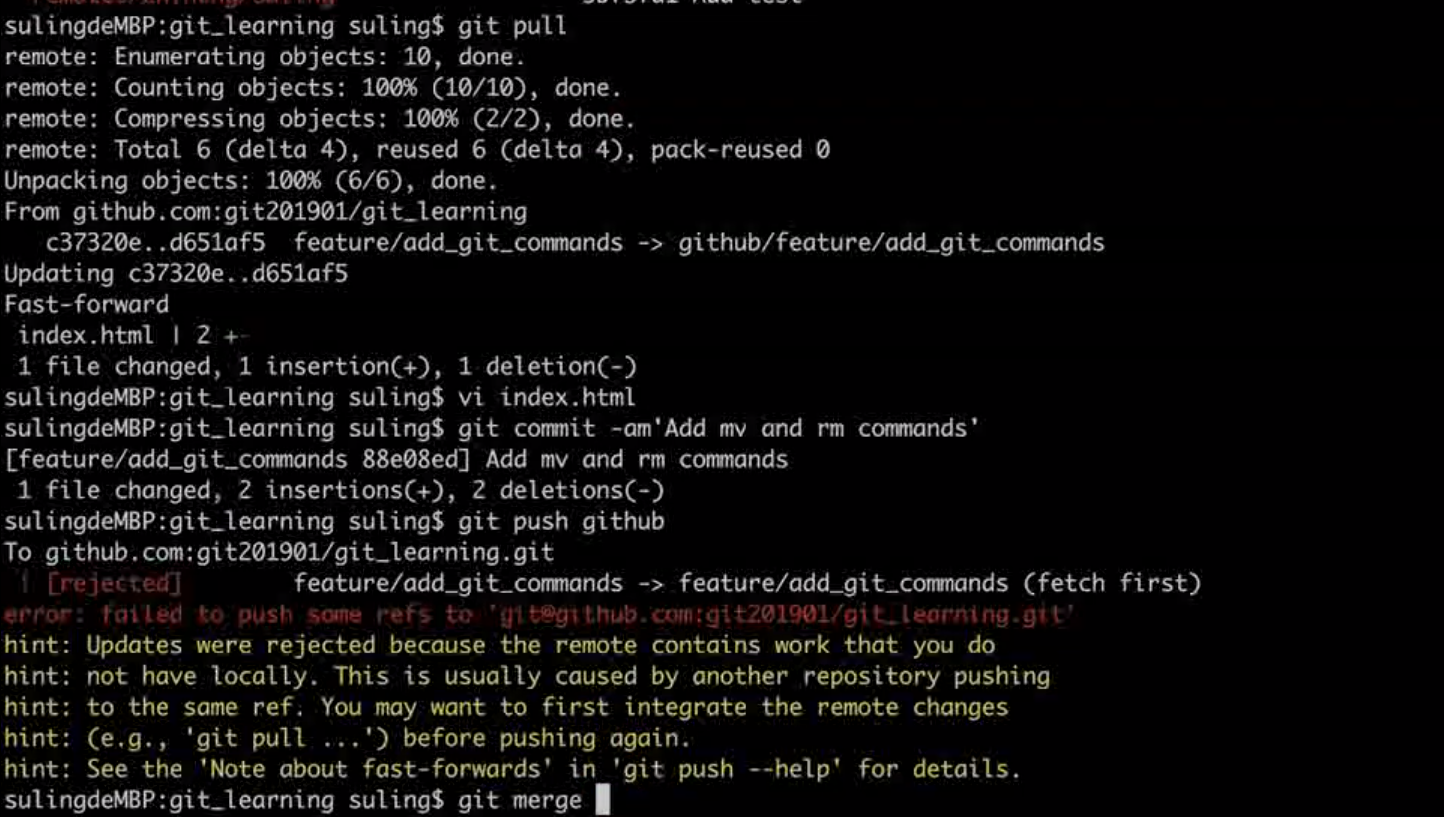 sulingdeMBP:git_learning suling$ git pull
remote: Enumerating objects: 10, done.
remote: Counting objects: 100% (10/10), done.
remote: Compressing objects: 100% (2/2), done.
remote: Total 6 (delta 4), reused 6 (delta 4), pack-reused 0
Unpacking objects: 100% (6/6), done.
From github.com:git201901/git_learning
   c37320e..d651af5  feature/add_git_commands -> github/feature/add_git_commands
Updating c37320e..d651af5
Fast-forward
 index.html | 2 +-
 1 file changed, 1 insertion(+), 1 deletion(-)
sulingdeMBP:git_learning suling$ vi index.html
sulingdeMBP:git_learning suling$ git commit -am'Add mv and rm commands'
[feature/add_git_commands 88e08ed] Add mv and rm commands
 1 file changed, 2 insertions(+), 2 deletions(-)
sulingdeMBP:git_learning suling$ git push github
To github.com:git201901/git_learning.git
 ! [rejected]        feature/add_git_commands -> feature/add_git_commands (fetch first)
error: failed to push some refs to 'git@github.com:git201901/git_learning.git'
hint: Updates were rejected because the remote contains work that you do
hint: not have locally. This is usually caused by another repository pushing
hint: to the same ref. You may want to first integrate the remote changes
hint: (e.g., 'git pull ...') before pushing again.
hint: See the 'Note about fast-forwards' in 'git push --help' for details.
sulingdeMBP:git_learning suling$ git merge